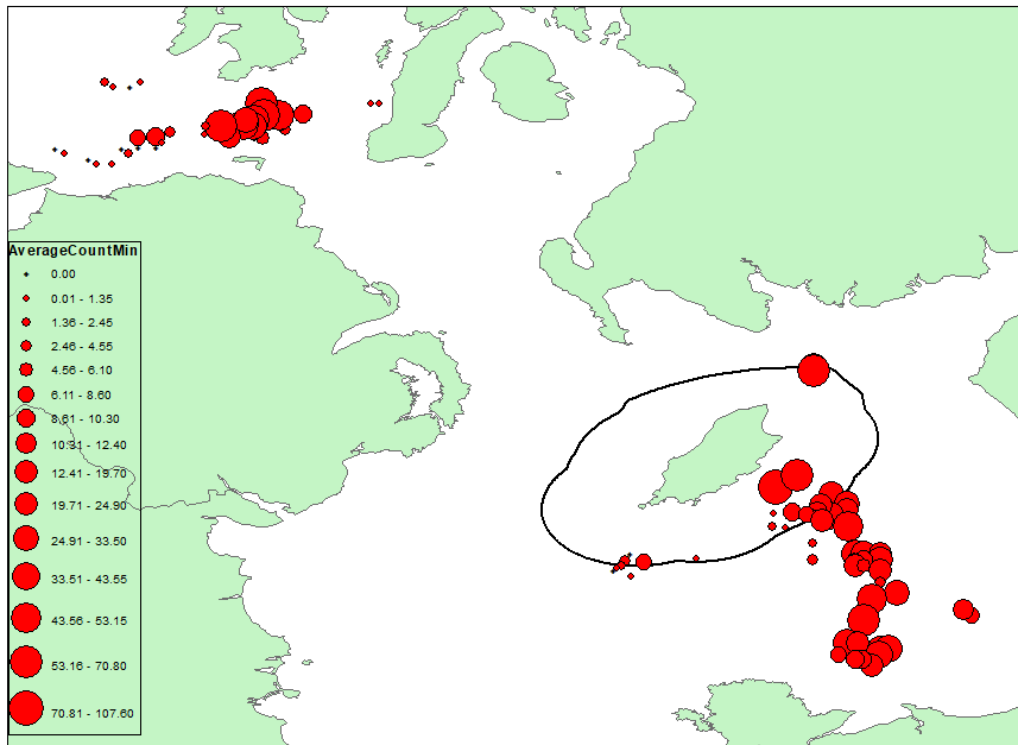 AverageCountMin
0.00
0.01 - 1.35
1.36 - 2.45
2.46 - 4.55
4.56 - 6.10
6.11 - 8.60
8.61 - 10.30
10.31 - 12.40
12.41 - 19.70
19.71 - 24.90
24.91 - 33.50
33.51 - 43.55
43.56 - 53.15
53.16 - 70.80
70.81 - 107.60